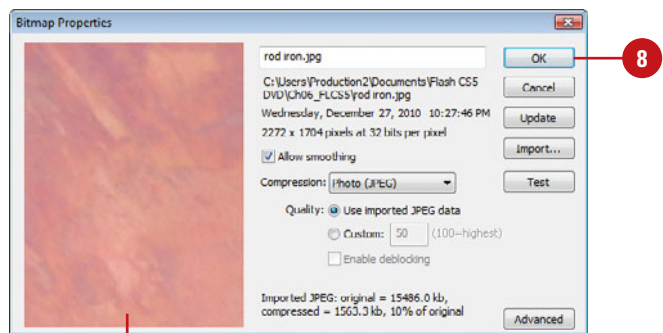 Bitmap Properties
rod iron.jpg
OK
8
C:\Users\Production2\Documents\Flash CS5
DVD\Ch06_FLCS5\rod iron.jpg
Cancel
Wednesday, December 27, 2010 10:27:46 PM
Update
2272 x 1704 pixels at 32 bits per pixel
Allow smoothing
Import...
Compression: Photo (JPEG)
Test
Quality: Use imported JPEG data
Custom: 50 (100=highest)
Enable deblocking
Imported JPEG: original = 15486.0 kb,
compressed = 1563.3 kb, 10% of original
Advanced